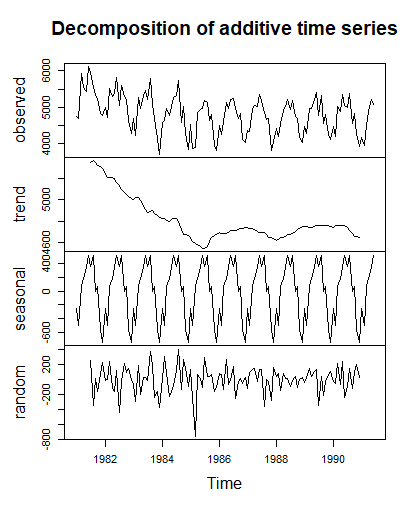 Decomposition of additive time series
observed
4000 5000 6000
trend
4600 5000
seasonal
-600 0 400
random
-800 -200 200
1982 1984 1986 1988 1990
Time